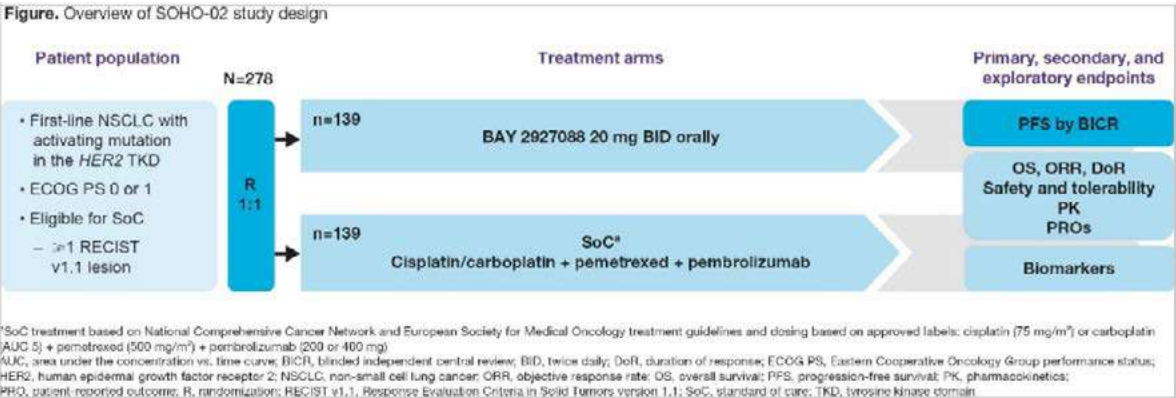 Figure. Overview of SOHO-02 study design
Patient population
N=278
Treatment arms
Primary, secondary, and
exploratory endpoints
• First-line NSCLC with
activating mutation
in the HER2 TKD
• ECOG PS 0 or 1
• Eligible for SoC
– ≥1 RECIST
v1.1 lesion
R
1:1
n=139
BAY 2927088 20 mg BID orally
n=139
SoCª
Cisplatin/carboplatin + pemetrexed + pembrolizumab
PFS by BICR
OS, ORR, DoR
Safety and tolerability
PK
PROs
Biomarkers
ªSoC treatment based on National Comprehensive Cancer Network and European Society for Medical Oncology treatment guidelines and dosing based on approved labels: cisplatin (75 mg/m²) or carboplatin
(AUC 5) + pemetrexed (500 mg/m²) + pembrolizumab (200 or 400 mg)
AUC, area under the concentration vs. time curve; BICR, blinded independent central review; BID, twice daily; DoR, duration of response; ECOG PS, Eastern Cooperative Oncology Group performance status;
HER2, human epidermal growth factor receptor 2; NSCLC, non-small cell lung cancer; ORR, objective response rate; OS, overall survival; PFS, progression-free survival; PK, pharmacokinetics;
PRO, patient-reported outcome; R, randomization; RECIST v1.1, Response Evaluation Criteria in Solid Tumors version 1.1; SoC, standard of care; TKD, tyrosine kinase domain